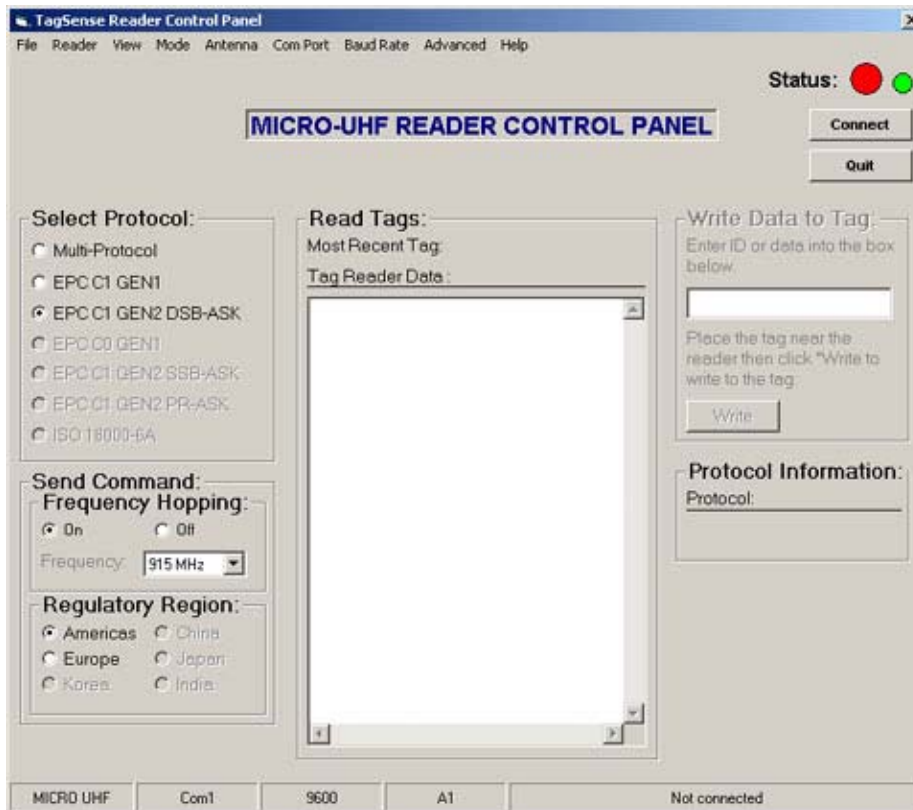 TagSense Reader Control Panel
File Reader View Mode Antenna Com Port Baud Rate Advanced Help
Status:
MICRO-UHF READER CONTROL PANEL
Connect
Quit
Select Protocol:
Multi-Protocol
EPC C1 GEN1
EPC C1 GEN2 DSB-ASK
EPC C0 GEN1
EPC C1 GEN2 SSB-ASK
EPC C1 GEN2 PR-ASK
ISO 18000-6A
Send Command:
Frequency Hopping:
On Off
Frequency: 915 MHz
Regulatory Region:
Americas China
Europe Japan
Korea India
Read Tags:
Most Recent Tag:
Tag Reader Data :
Write Data to Tag:
Enter ID or data into the box
below.
Place the tag near the
reader then click "Write to
write to the tag.
Write
Protocol Information:
Protocol:
MICRO UHF Com1 9600 A1 Not connected